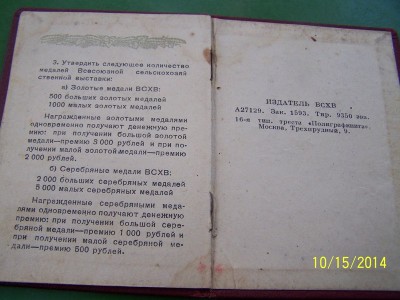 3. Утвердить следующее количество
медалей Всесоюзной сельскохозяй
ственной выставки:
а) Золотые медали ВСХВ:
500 больших золотых медалей
1000 малых золотых медалей
Награжденные золотыми медалями
одновременно получают денежную пре-
мию: при получении большой золотой
медали—премию 5 000 рублей и при
получении малой золотой медали—премию
2 000 рублей.
б) Серебряные медали ВСХВ:
2 000 больших серебряных медалей
5 000 малых серебряных медалей
Награжденные серебряными меда-
лями одновременно получают денежную
премию: при получении большой сере-
бряной медали—премию 1 000 рублей и
при получении малой серебряной ме-
дали—премию 500 рублей.
ИЗДАТЕЛЬ ВСХВ
А27129. Зак. 1593. Тир. 9350 экз.
16-я тип. треста «Полиграфкнига»
Москва, Трехпрудный, 9.
10/15/2014